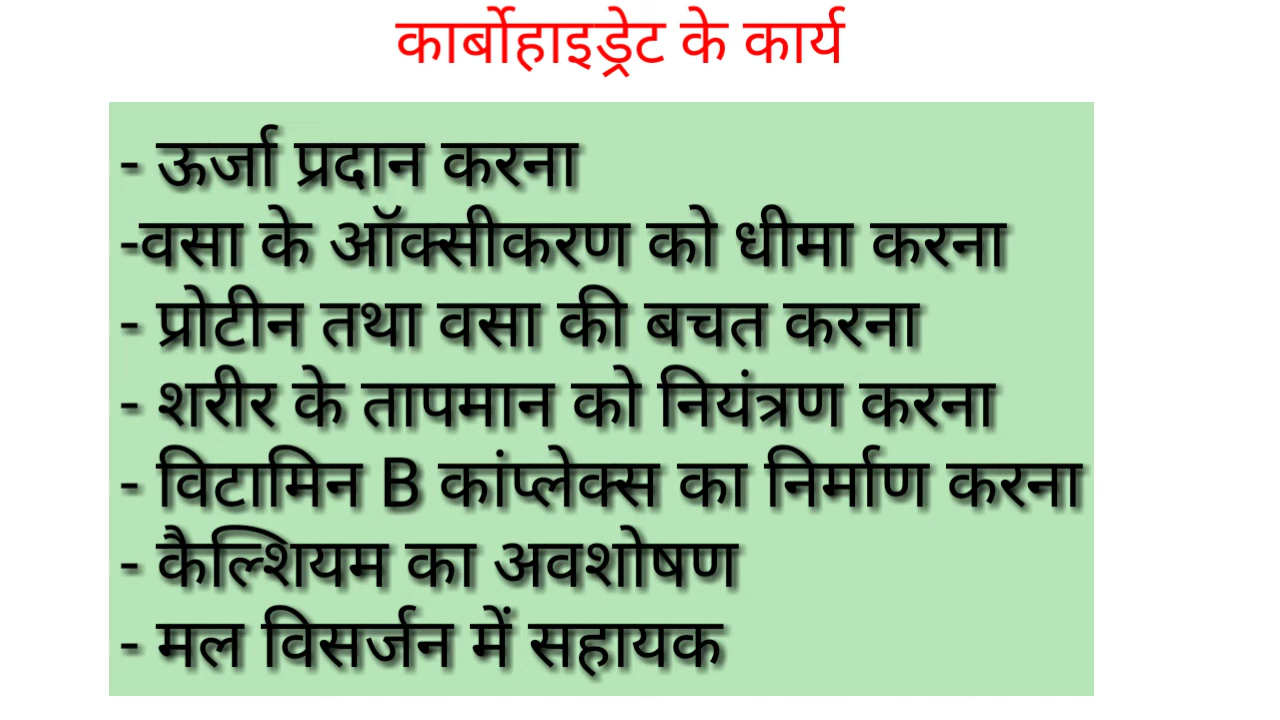 कार्बोहाइड्रेट के कार्य
- ऊर्जा प्रदान करना
-वसा के ऑक्सीकरण को धीमा करना
- प्रोटीन तथा वसा की बचत करना
- शरीर के तापमान को नियंत्रण करना
- विटामिन B कांप्लेक्स का निर्माण करना
- कैल्शियम का अवशोषण
- मल विसर्जन में सहायक